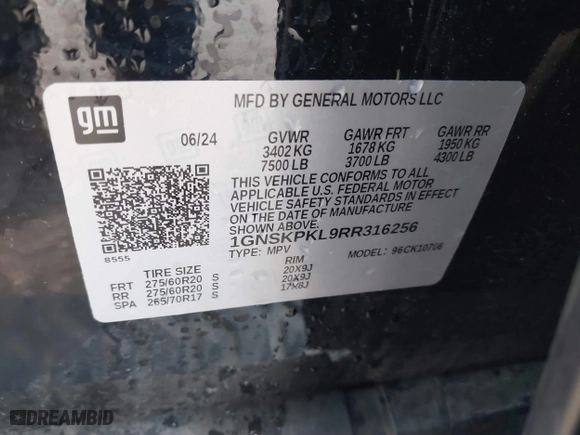 gm
MFD BY GENERAL MOTORS LLC
06/24 GVWR GAWR FRT GAWR RR
3402 KG 1678 KG 1950 KG
7500 LB 3700 LB 4300 LB
THIS VEHICLE CONFORMS TO ALL
APPLICABLE U.S. FEDERAL MOTOR
VEHICLE SAFETY STANDARDS IN EFFECT
ON THE DATE OF MANUFACTURE
SHOWN ABOVE.
1GNSKPKL9RR316256
TYPE: MPV MODEL: 96CK10706
8555
TIRE SIZE RIM
FRT 275/60R20 S 20X9J
RR 275/60R20 S 20X9J
SPA 265/70R17 S 17X8J
DREAMBID